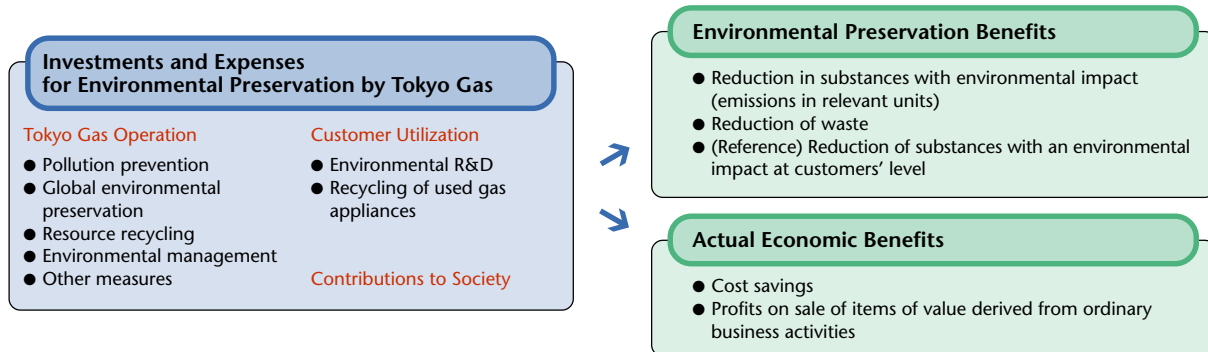 Investments and Expenses
for Environmental Preservation by Tokyo Gas
Tokyo Gas Operation
● Pollution prevention
● Global environmental
preservation
● Resource recycling
● Environmental management
● Other measures
Customer Utilization
● Environmental R&D
● Recycling of used gas
appliances
Contributions to Society
Environmental Preservation Benefits
● Reduction in substances with environmental impact
(emissions in relevant units)
● Reduction of waste
● (Reference) Reduction of substances with an environmental
impact at customers’ level
Actual Economic Benefits
● Cost savings
● Profits on sale of items of value derived from ordinary
business activities